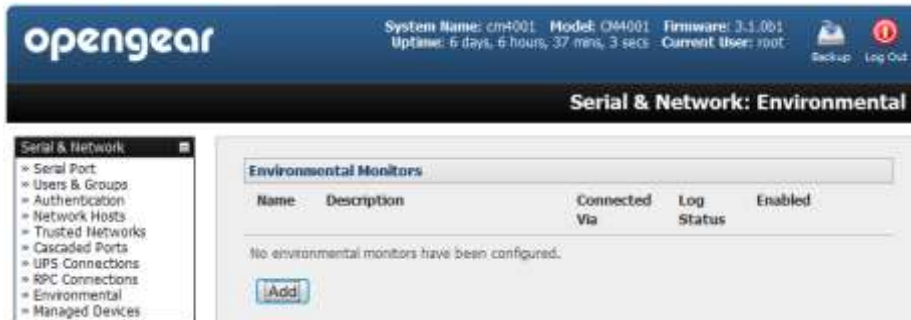 opengear
System Name: cm4001 Model: CM4001 Firmware: 3.1.0b1
Uptime: 6 days, 6 hours, 37 mins, 3 secs Current User: root
Backup
Log Out
Serial & Network: Environmental
Serial & Network
» Serial Port
» Users & Groups
» Authentication
» Network Hosts
» Trusted Networks
» Cascaded Ports
» UPS Connections
» RPC Connections
» Environmental
» Managed Devices
Environmental Monitors
Name Description Connected Via Log Status Enabled
No environmental monitors have been configured.
Add